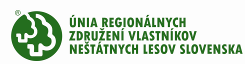 ÚNIA REGIONÁLNYCH
ZDRUŽENÍ VLASTNÍKOV
NEŠTÁTNYCH LESOV SLOVENSKA